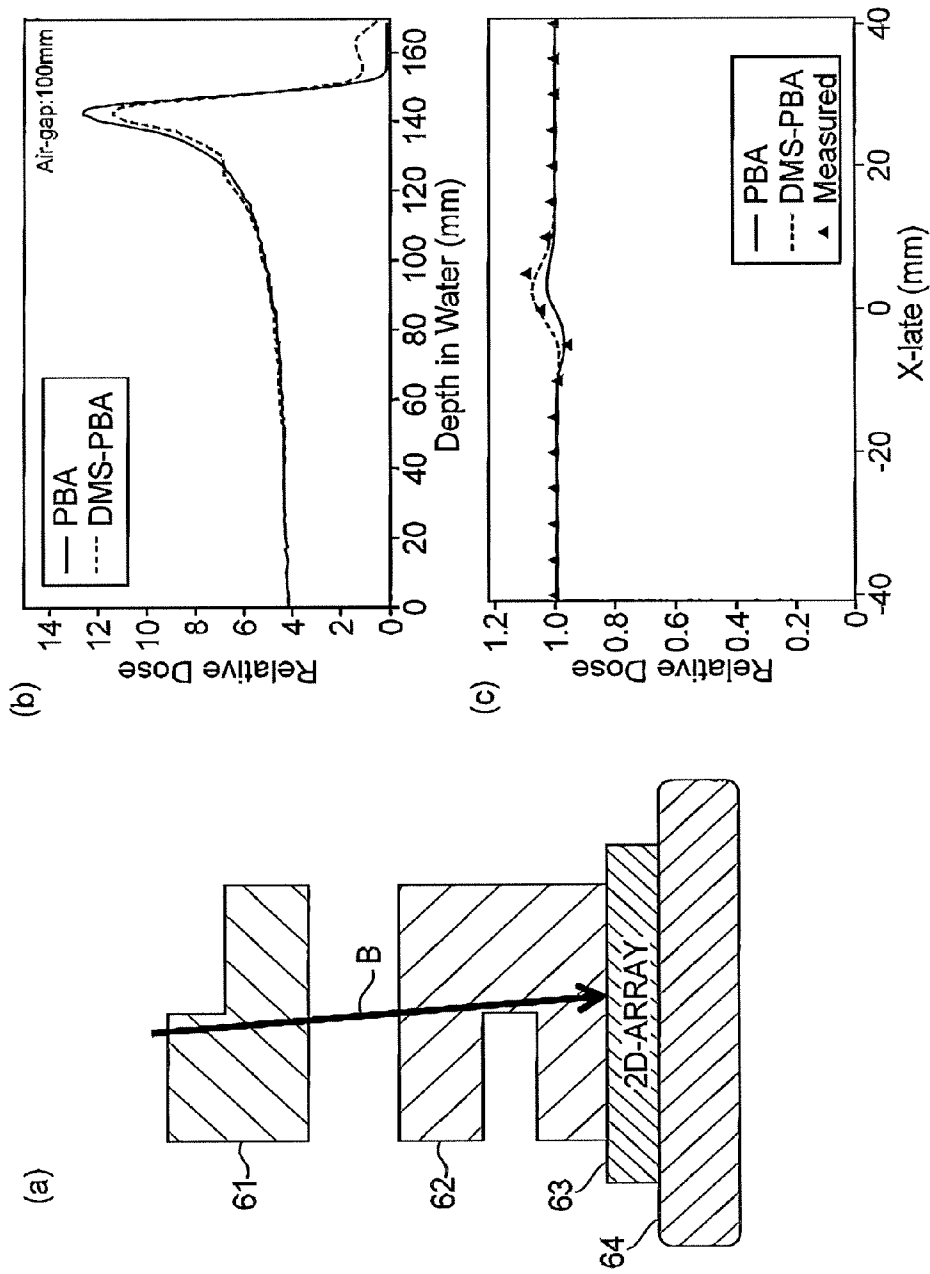 (a)
61
B
62
63
2D-ARRAY
64
(b)
Air-gap:100mm
PBA
DMS-PBA
Relative Dose
14
12
10
8
6
4
2
0
0 20 40 60 80 100 120 140 160
Depth in Water (mm)
(c)
Relative Dose
1.2
1.0
0.8
0.6
0.4
0.2
0
PBA
DMS-PBA
Measured
-40 -20 0 20 40
X-late (mm)